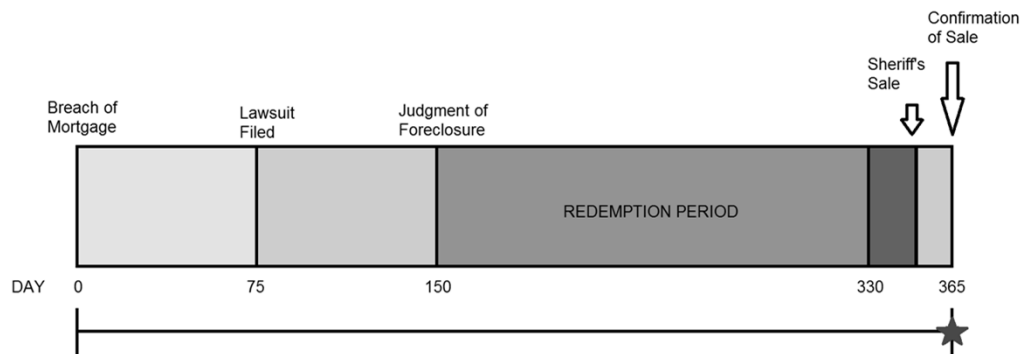 Confirmation
of Sale
Sheriff's
Sale
Breach of
Mortgage
Lawsuit
Filed
Judgment of
Foreclosure
REDEMPTION PERIOD
DAY 0 75 150 330 365